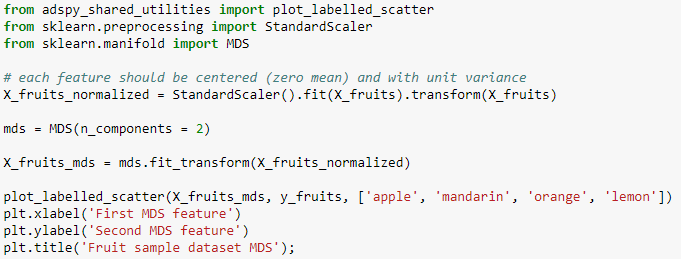 from adspy_shared_utilities import plot_labelled_scatter
from sklearn.preprocessing import StandardScaler
from sklearn.manifold import MDS
# each feature should be centered (zero mean) and with unit variance
X_fruits_normalized = StandardScaler().fit(X_fruits).transform(X_fruits)
mds = MDS(n_components = 2)
X_fruits_mds = mds.fit_transform(X_fruits_normalized)
plot_labelled_scatter(X_fruits_mds, y_fruits, ['apple', 'mandarin', 'orange', 'lemon'])
plt.xlabel('First MDS feature')
plt.ylabel('Second MDS feature')
plt.title('Fruit sample dataset MDS');